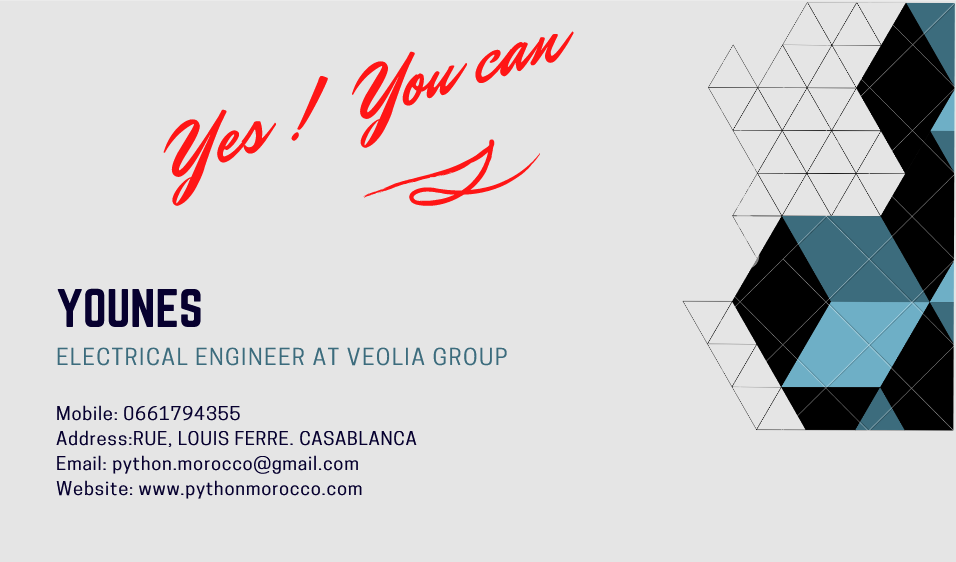 Yes ! You can
YOUNES
ELECTRICAL ENGINEER AT VEOLIA GROUP
Mobile: 0661794355
Address:RUE, LOUIS FERRE. CASABLANCA
Email: python.morocco@gmail.com
Website: www.pythonmorocco.com